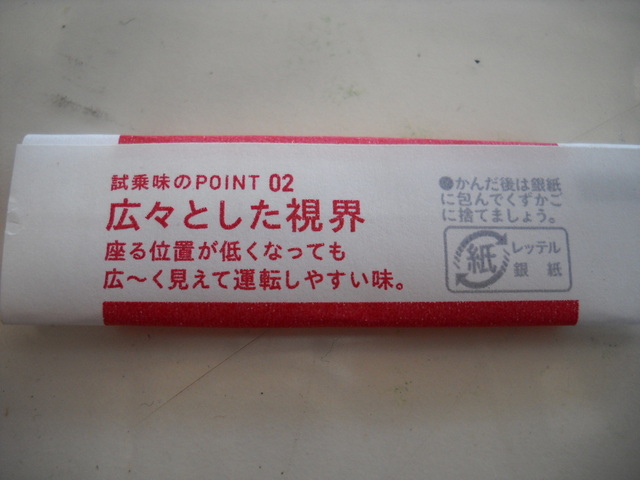 試乗味のPOINT 02
広々とした視界
座る位置が低くなっても
広〜く見えて運転しやすい味。
●かんだ後は銀紙
に包んでくずかご
に捨てましょう。
紙
レッテル
銀紙